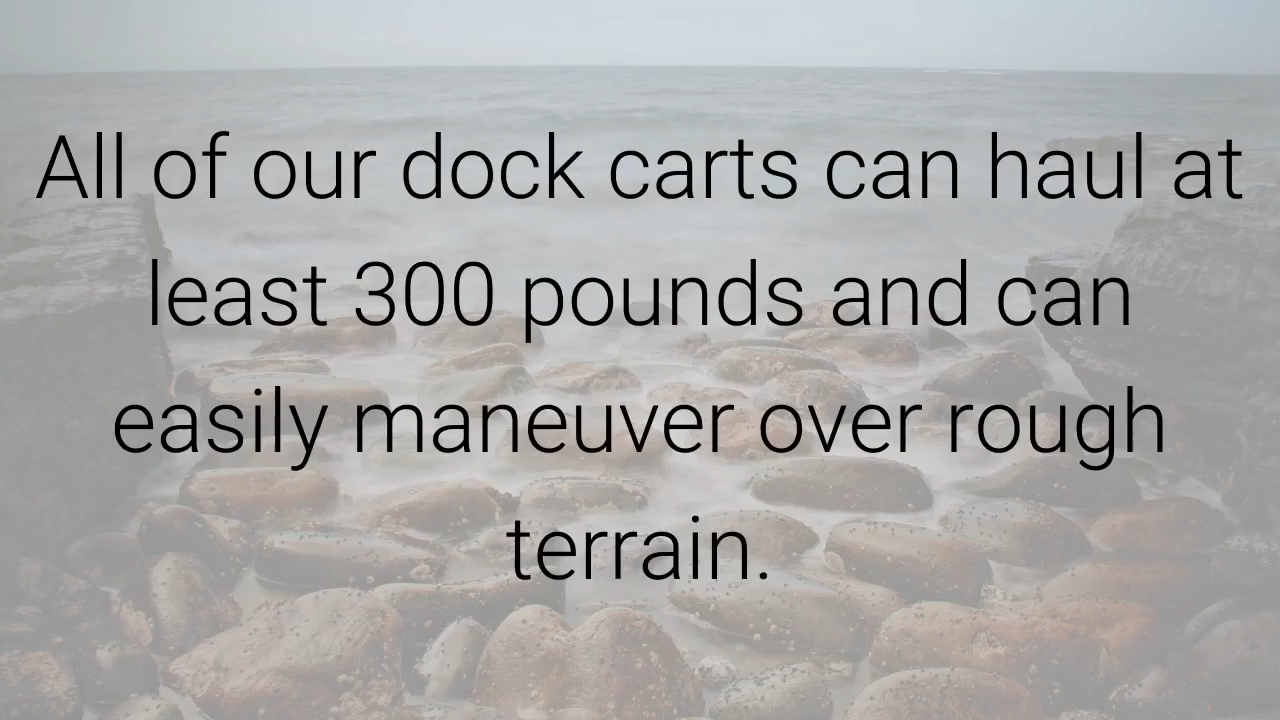 All of our dock carts can haul at
least 300 pounds and can
easily maneuver over rough
terrain.